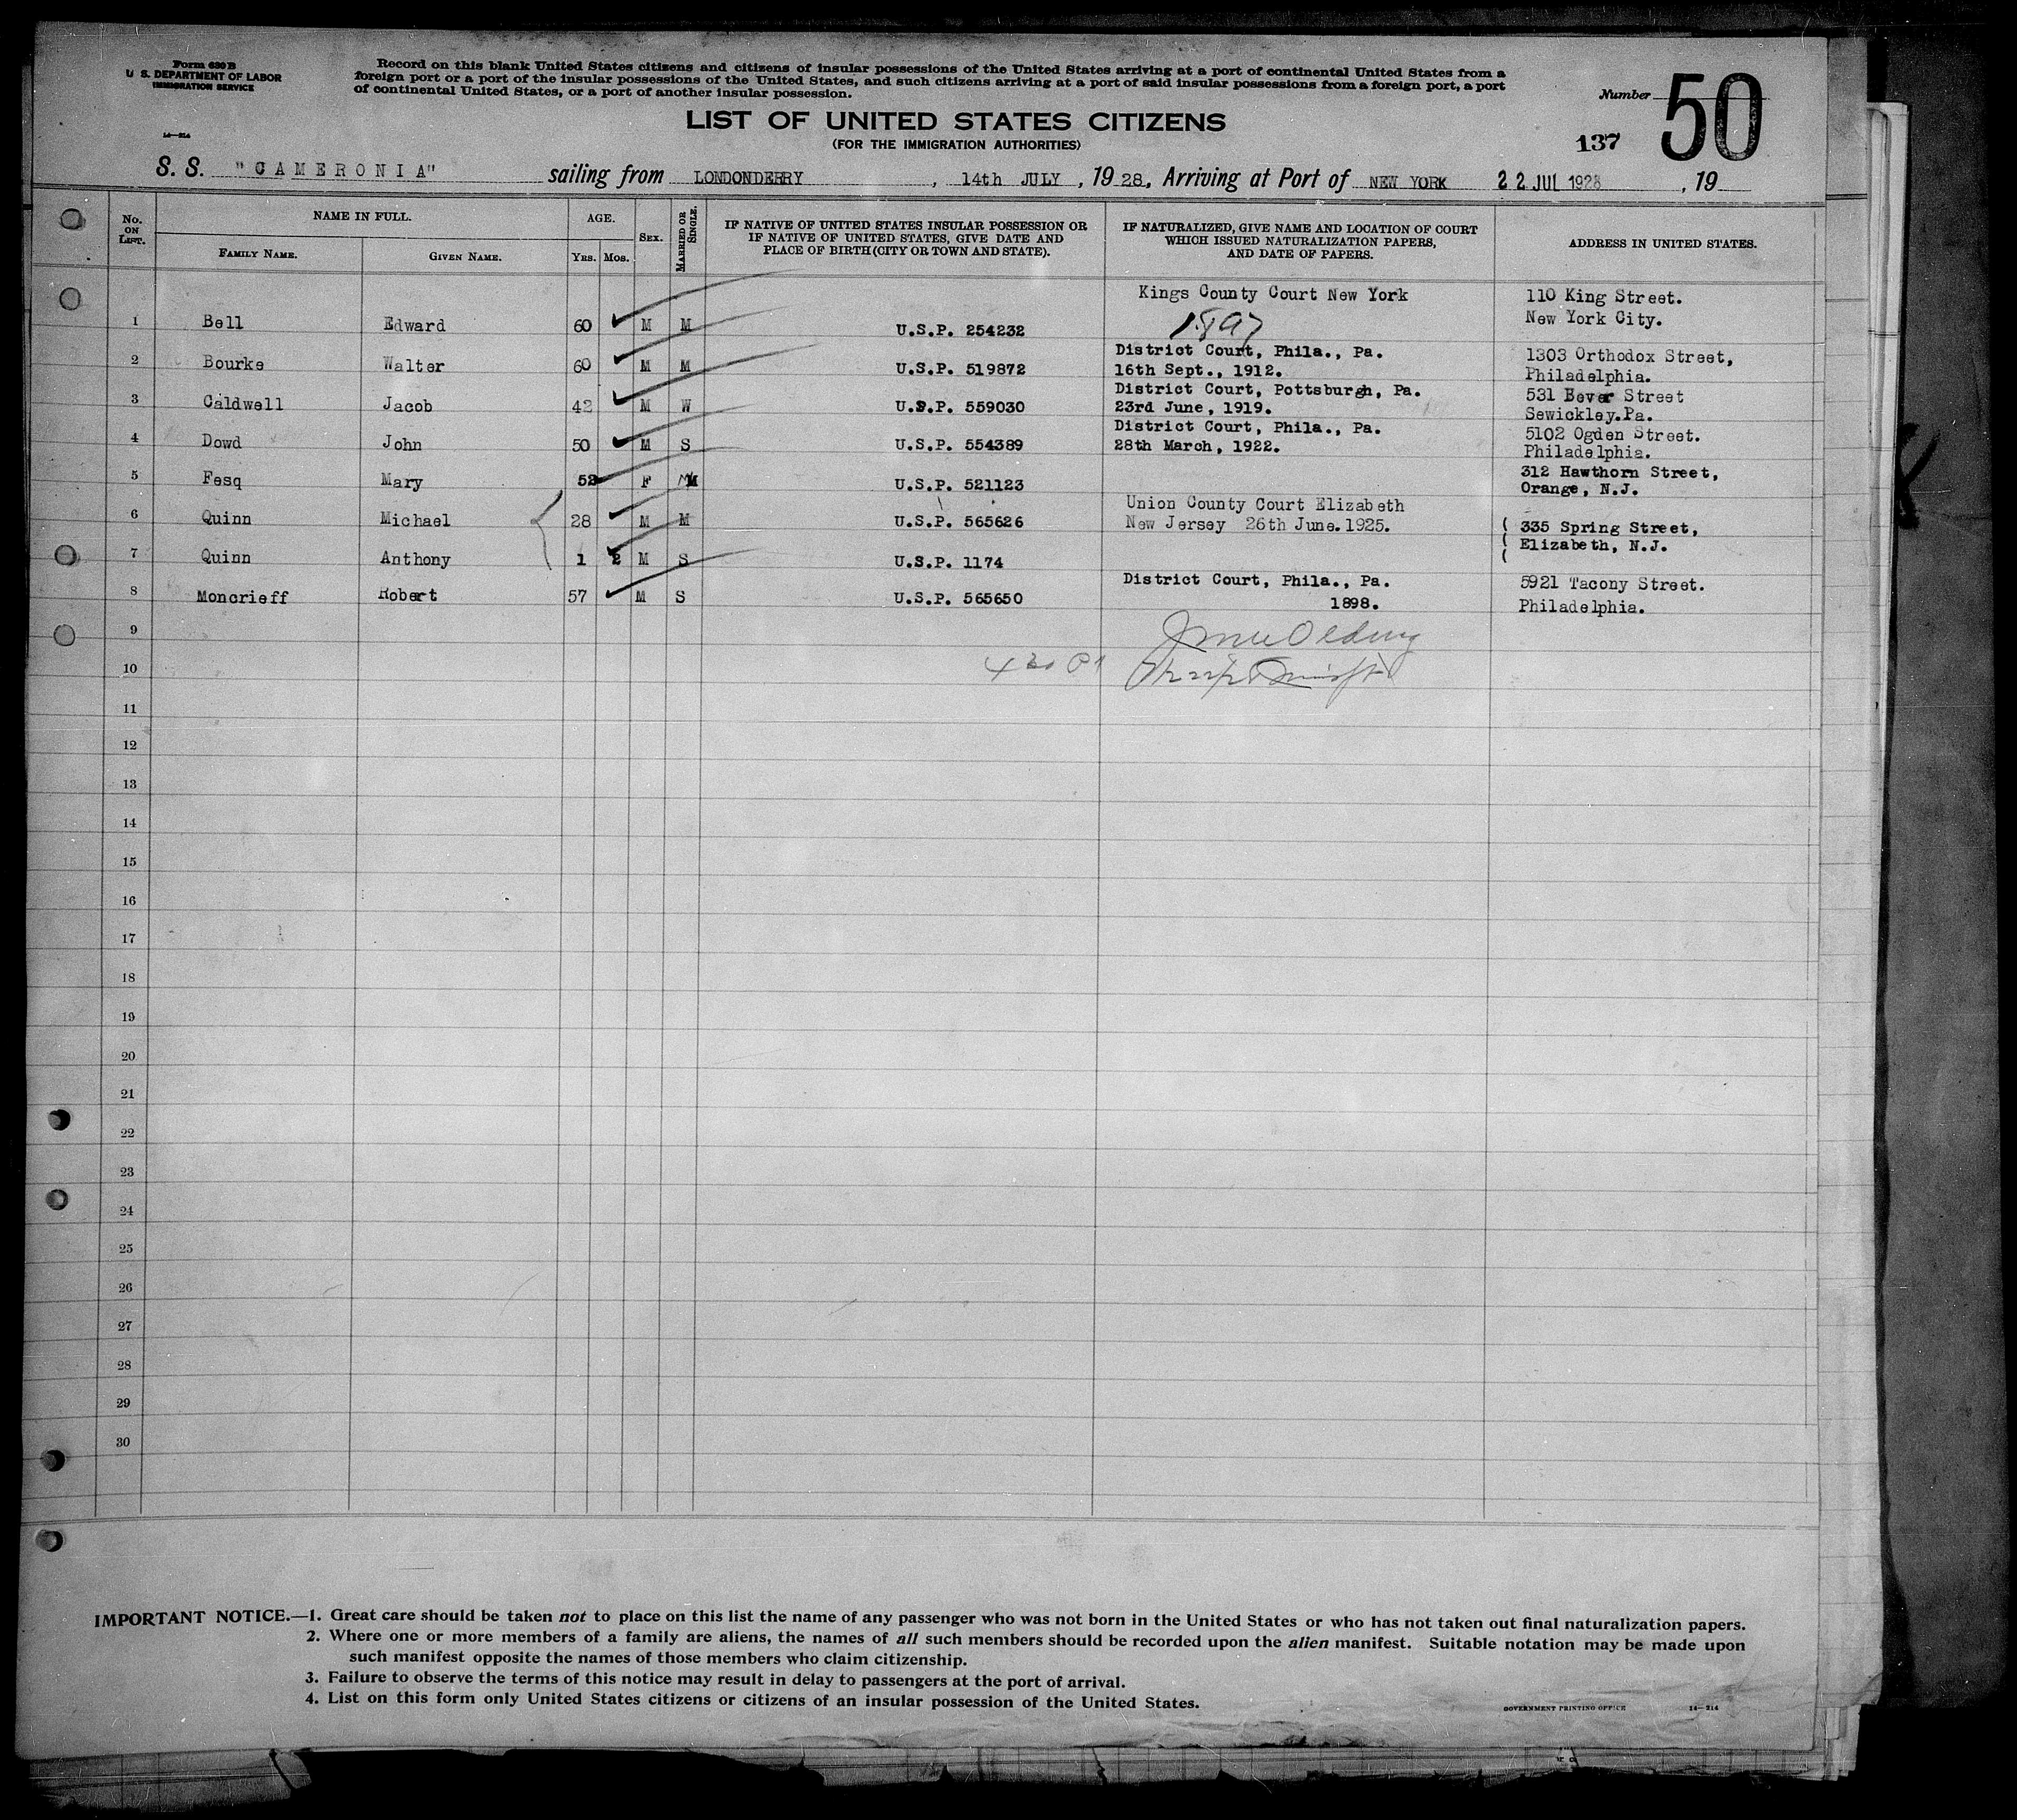 Form 630 B
U. S. DEPARTMENT OF LABOR
IMMIGRATION SERVICE
14—214
Record on this blank United States citizens and citizens of insular possessions of the United States arriving at a port of continental United States from a
foreign port or a port of the insular possessions of the United States, and such citizens arriving at a port of said insular possessions from a foreign port, a port
of continental United States, or a port of another insular possession.
LIST OF UNITED STATES CITIZENS
(FOR THE IMMIGRATION AUTHORITIES)
Number 50
137
S. S. "CAMERONIA" sailing from LONDONDERRY, 14th JULY, 1928, Arriving at Port of NEW YORK 22 JUL 1928, 19
No. ON LIST.
NAME IN FULL.
FAMILY NAME.
GIVEN NAME.
AGE.
YRS. MOS.
SEX.
MARRIED OR SINGLE.
IF NATIVE OF UNITED STATES INSULAR POSSESSION OR
IF NATIVE OF UNITED STATES, GIVE DATE AND
PLACE OF BIRTH (CITY OR TOWN AND STATE).
IF NATURALIZED, GIVE NAME AND LOCATION OF COURT
WHICH ISSUED NATURALIZATION PAPERS,
AND DATE OF PAPERS.
ADDRESS IN UNITED STATES.
Kings County Court New York 110 King Street.
1 Bell Edward 60 M M U.S.P. 254232 1897 New York City.
District Court, Phila., Pa. 1303 Orthodox Street,
2 Bourke Walter 60 M M U.S.P. 519872 16th Sept., 1912. Philadelphia.
District Court, Pottsburgh, Pa. 531 Bever Street
3 Caldwell Jacob 42 M W U.S.P. 559030 23rd June, 1919. Sewickley.Pa.
District Court, Phila., Pa. 5102 Ogden Street.
4 Dowd John 50 M S U.S.P. 554389 28th March, 1922. Philadelphia.
312 Hawthorn Street,
5 Fesq Mary 52 F M U.S.P. 521123 Orange, N.J.
Union County Court Elizabeth
6 Quinn Michael 28 M M U.S.P. 565626 New Jersey 26th June.1925. 335 Spring Street,
Elizabeth, N.J.
7 Quinn Anthony 1 2 M S U.S.P. 1174
District Court, Phila., Pa. 5921 Tacony Street.
8 Moncrieff Robert 57 M S U.S.P. 565650 1898. Philadelphia.
9
10
11
12
13
14
15
16
17
18
19
20
21
22
23
24
25
26
27
28
29
30
IMPORTANT NOTICE.—1. Great care should be taken not to place on this list the name of any passenger who was not born in the United States or who has not taken out final naturalization papers.
2. Where one or more members of a family are aliens, the names of all such members should be recorded upon the alien manifest. Suitable notation may be made upon
such manifest opposite the names of those members who claim citizenship.
3. Failure to observe the terms of this notice may result in delay to passengers at the port of arrival.
4. List on this form only United States citizens or citizens of an insular possession of the United States.
GOVERNMENT PRINTING OFFICE 14—214